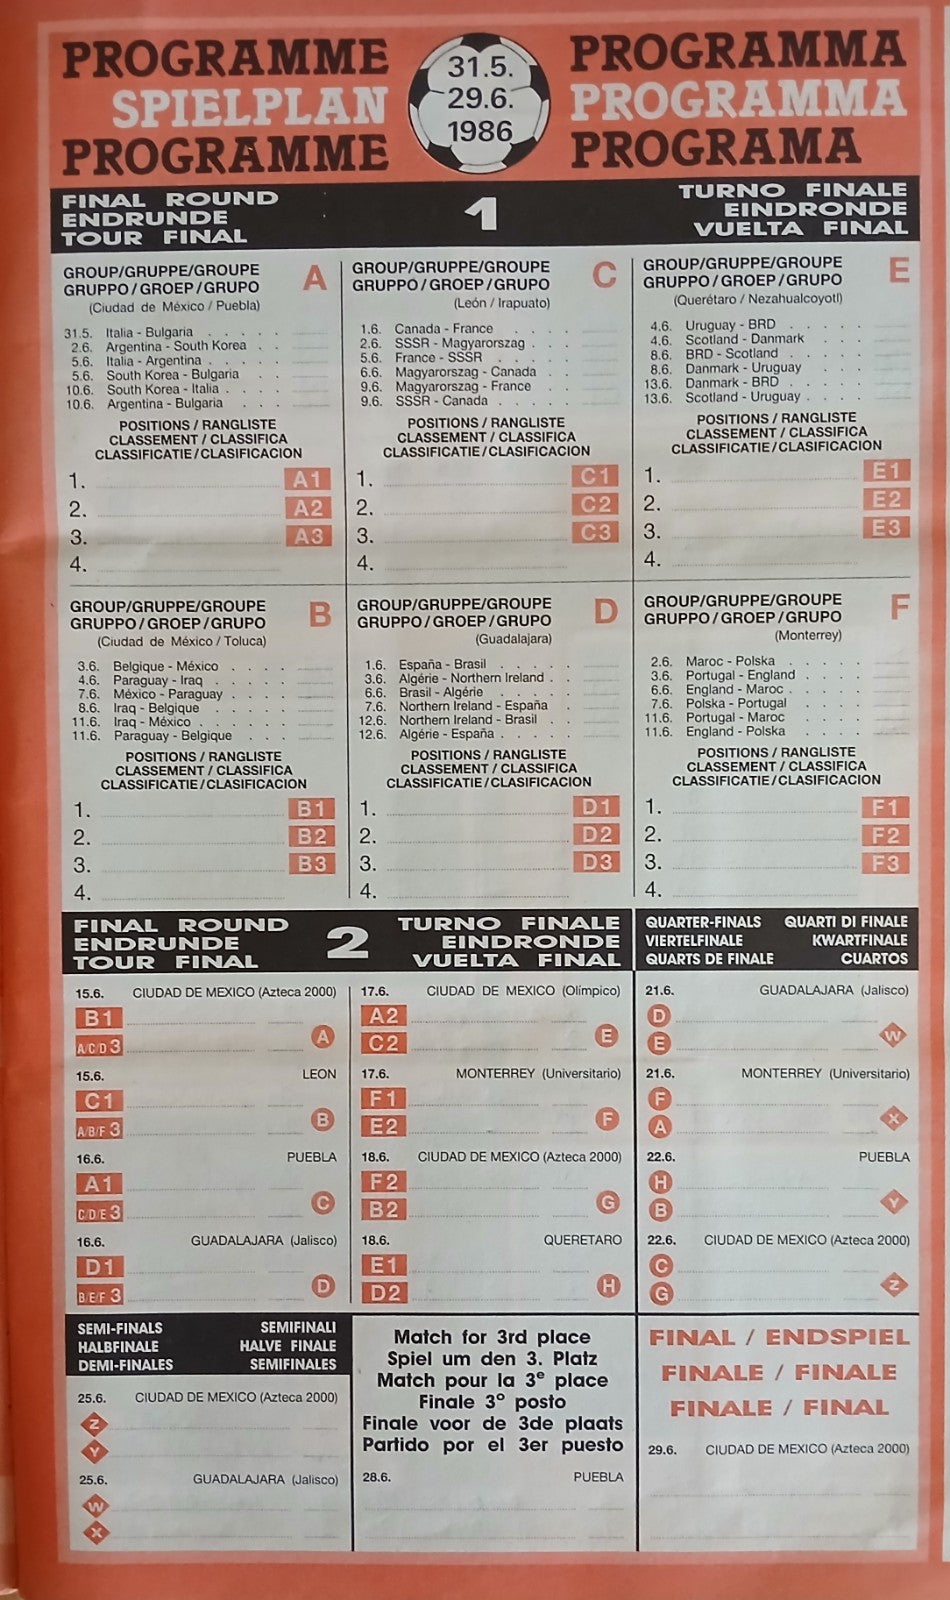 PROGRAMME
SPIELPLAN
PROGRAMME
31.5.
29.6.
1986
PROGRAMMA
PROGRAMMA
PROGRAMA
FINAL ROUND
ENDRUNDE
TOUR FINAL
1
TURNO FINALE
EINDRONDE
VUELTA FINAL
GROUP/GRUPPE/GROUPE
GRUPPO/GROEP/GRUPO
A
(Ciudad de México / Puebla)
31.5. Italia - Bulgaria
2.6. Argentina - South Korea
5.6. Italia - Argentina
5.6. South Korea - Bulgaria
10.6. South Korea - Italia
10.6. Argentina - Bulgaria
POSITIONS / RANGLISTE
CLASSEMENT / CLASSIFICA
CLASSIFICATIE / CLASIFICACION
1. A1
2. A2
3. A3
4.
GROUP/GRUPPE/GROUPE
GRUPPO/GROEP/GRUPO
C
(León / Irapuato)
1.6. Canada - France
2.6. SSSR - Magyarorszag
5.6. France - SSSR
6.6. Magyarorszag - Canada
9.6. Magyarorszag - France
9.6. SSSR - Canada
POSITIONS / RANGLISTE
CLASSEMENT / CLASSIFICA
CLASSIFICATIE / CLASIFICACION
1. C1
2. C2
3. C3
4.
GROUP/GRUPPE/GROUPE
GRUPPO/GROEP/GRUPO
E
(Querétaro / Nezahualcoyotl)
4.6. Uruguay - BRD
4.6. Scotland - Danmark
8.6. BRD - Scotland
8.6. Danmark - Uruguay
13.6. Danmark - BRD
13.6. Scotland - Uruguay
POSITIONS / RANGLISTE
CLASSEMENT / CLASSIFICA
CLASSIFICATIE / CLASIFICACION
1. E1
2. E2
3. E3
4.
GROUP/GRUPPE/GROUPE
GRUPPO/GROEP/GRUPO
B
(Ciudad de México / Toluca)
3.6. Belgique - México
4.6. Paraguay - Iraq
7.6. México - Paraguay
8.6. Iraq - Belgique
11.6. Iraq - México
11.6. Paraguay - Belgique
POSITIONS / RANGLISTE
CLASSEMENT / CLASSIFICA
CLASSIFICATIE / CLASIFICACION
1. B1
2. B2
3. B3
4.
GROUP/GRUPPE/GROUPE
GRUPPO/GROEP/GRUPO
D
(Guadalajara)
1.6. España - Brasil
3.6. Algérie - Northern Ireland
6.6. Brasil - Algérie
7.6. Northern Ireland - España
12.6. Northern Ireland - Brasil
12.6. Algérie - España
POSITIONS / RANGLISTE
CLASSEMENT / CLASSIFICA
CLASSIFICATIE / CLASIFICACION
1. D1
2. D2
3. D3
4.
GROUP/GRUPPE/GROUPE
GRUPPO/GROEP/GRUPO
F
(Monterrey)
2.6. Maroc - Polska
3.6. Portugal - England
6.6. England - Maroc
7.6. Polska - Portugal
11.6. Portugal - Maroc
11.6. England - Polska
POSITIONS / RANGLISTE
CLASSEMENT / CLASSIFICA
CLASSIFICATIE / CLASIFICACION
1. F1
2. F2
3. F3
4.
FINAL ROUND
ENDRUNDE
TOUR FINAL
2
TURNO FINALE
EINDRONDE
VUELTA FINAL
15.6. CIUDAD DE MEXICO (Azteca 2000)
B1
A/C/D 3
A
15.6. LEON
C1
A/B/F 3
B
16.6. PUEBLA
A1
C/D/E 3
C
16.6. GUADALAJARA (Jalisco)
D1
B/E/F 3
D
17.6. CIUDAD DE MEXICO (Olímpico)
A2
C2
E
17.6. MONTERREY (Universitario)
F1
E2
F
18.6. CIUDAD DE MEXICO (Azteca 2000)
F2
B2
G
18.6. QUERETARO
E1
D2
H
QUARTER-FINALS QUARTI DI FINALE
VIERTELFINALE KWARTFINALE
QUARTS DE FINALE CUARTOS
21.6. GUADALAJARA (Jalisco)
D
E
W
21.6. MONTERREY (Universitario)
F
A
X
22.6. PUEBLA
H
B
Y
22.6. CIUDAD DE MEXICO (Azteca 2000)
C
G
Z
SEMI-FINALS SEMIFINALI
HALBFINALE HALVE FINALE
DEMI-FINALES SEMIFINALES
25.6. CIUDAD DE MEXICO (Azteca 2000)
Z
Y
25.6. GUADALAJARA (Jalisco)
W
X
Match for 3rd place
Spiel um den 3. Platz
Match pour la 3e place
Finale 3º posto
Finale voor de 3de plaats
Partido por el 3er puesto
28.6. PUEBLA
FINAL / ENDSPIEL
FINALE / FINALE
FINALE / FINAL
29.6. CIUDAD DE MEXICO (Azteca 2000)